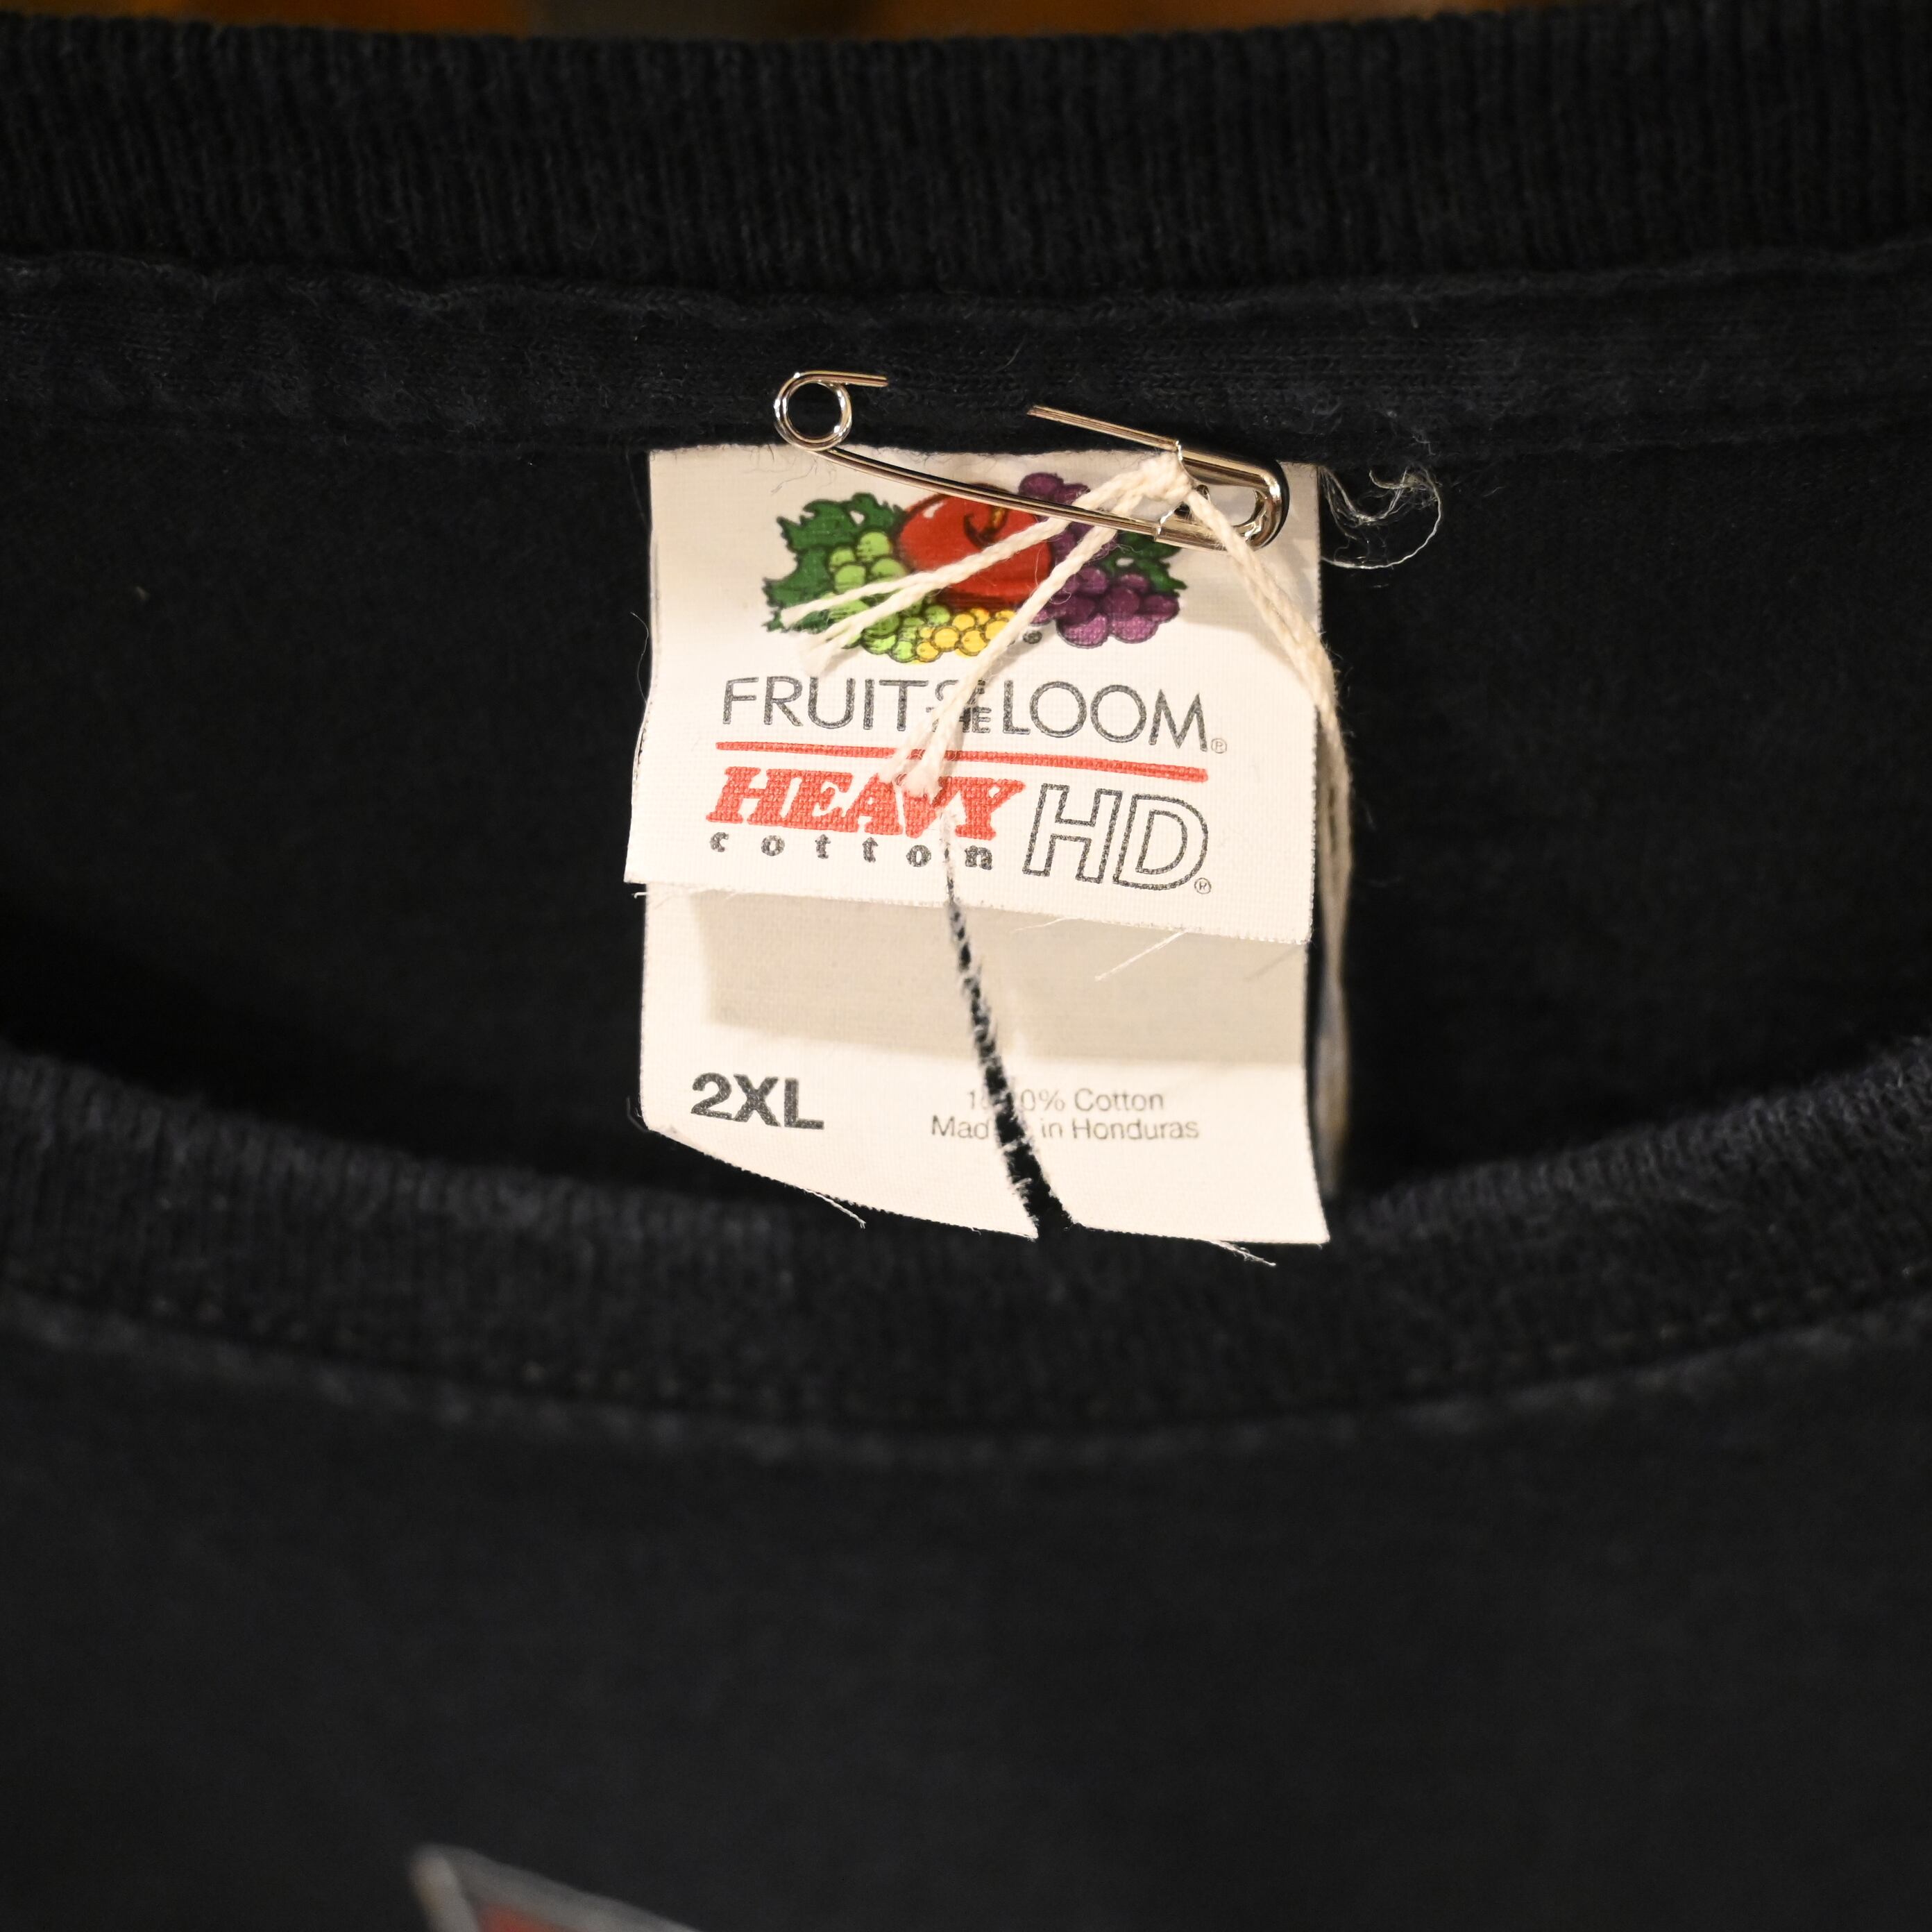 FRUIT OF THE LOOM®
HEAVY HD®
cotton
2XL
100% Cotton
Made in Honduras